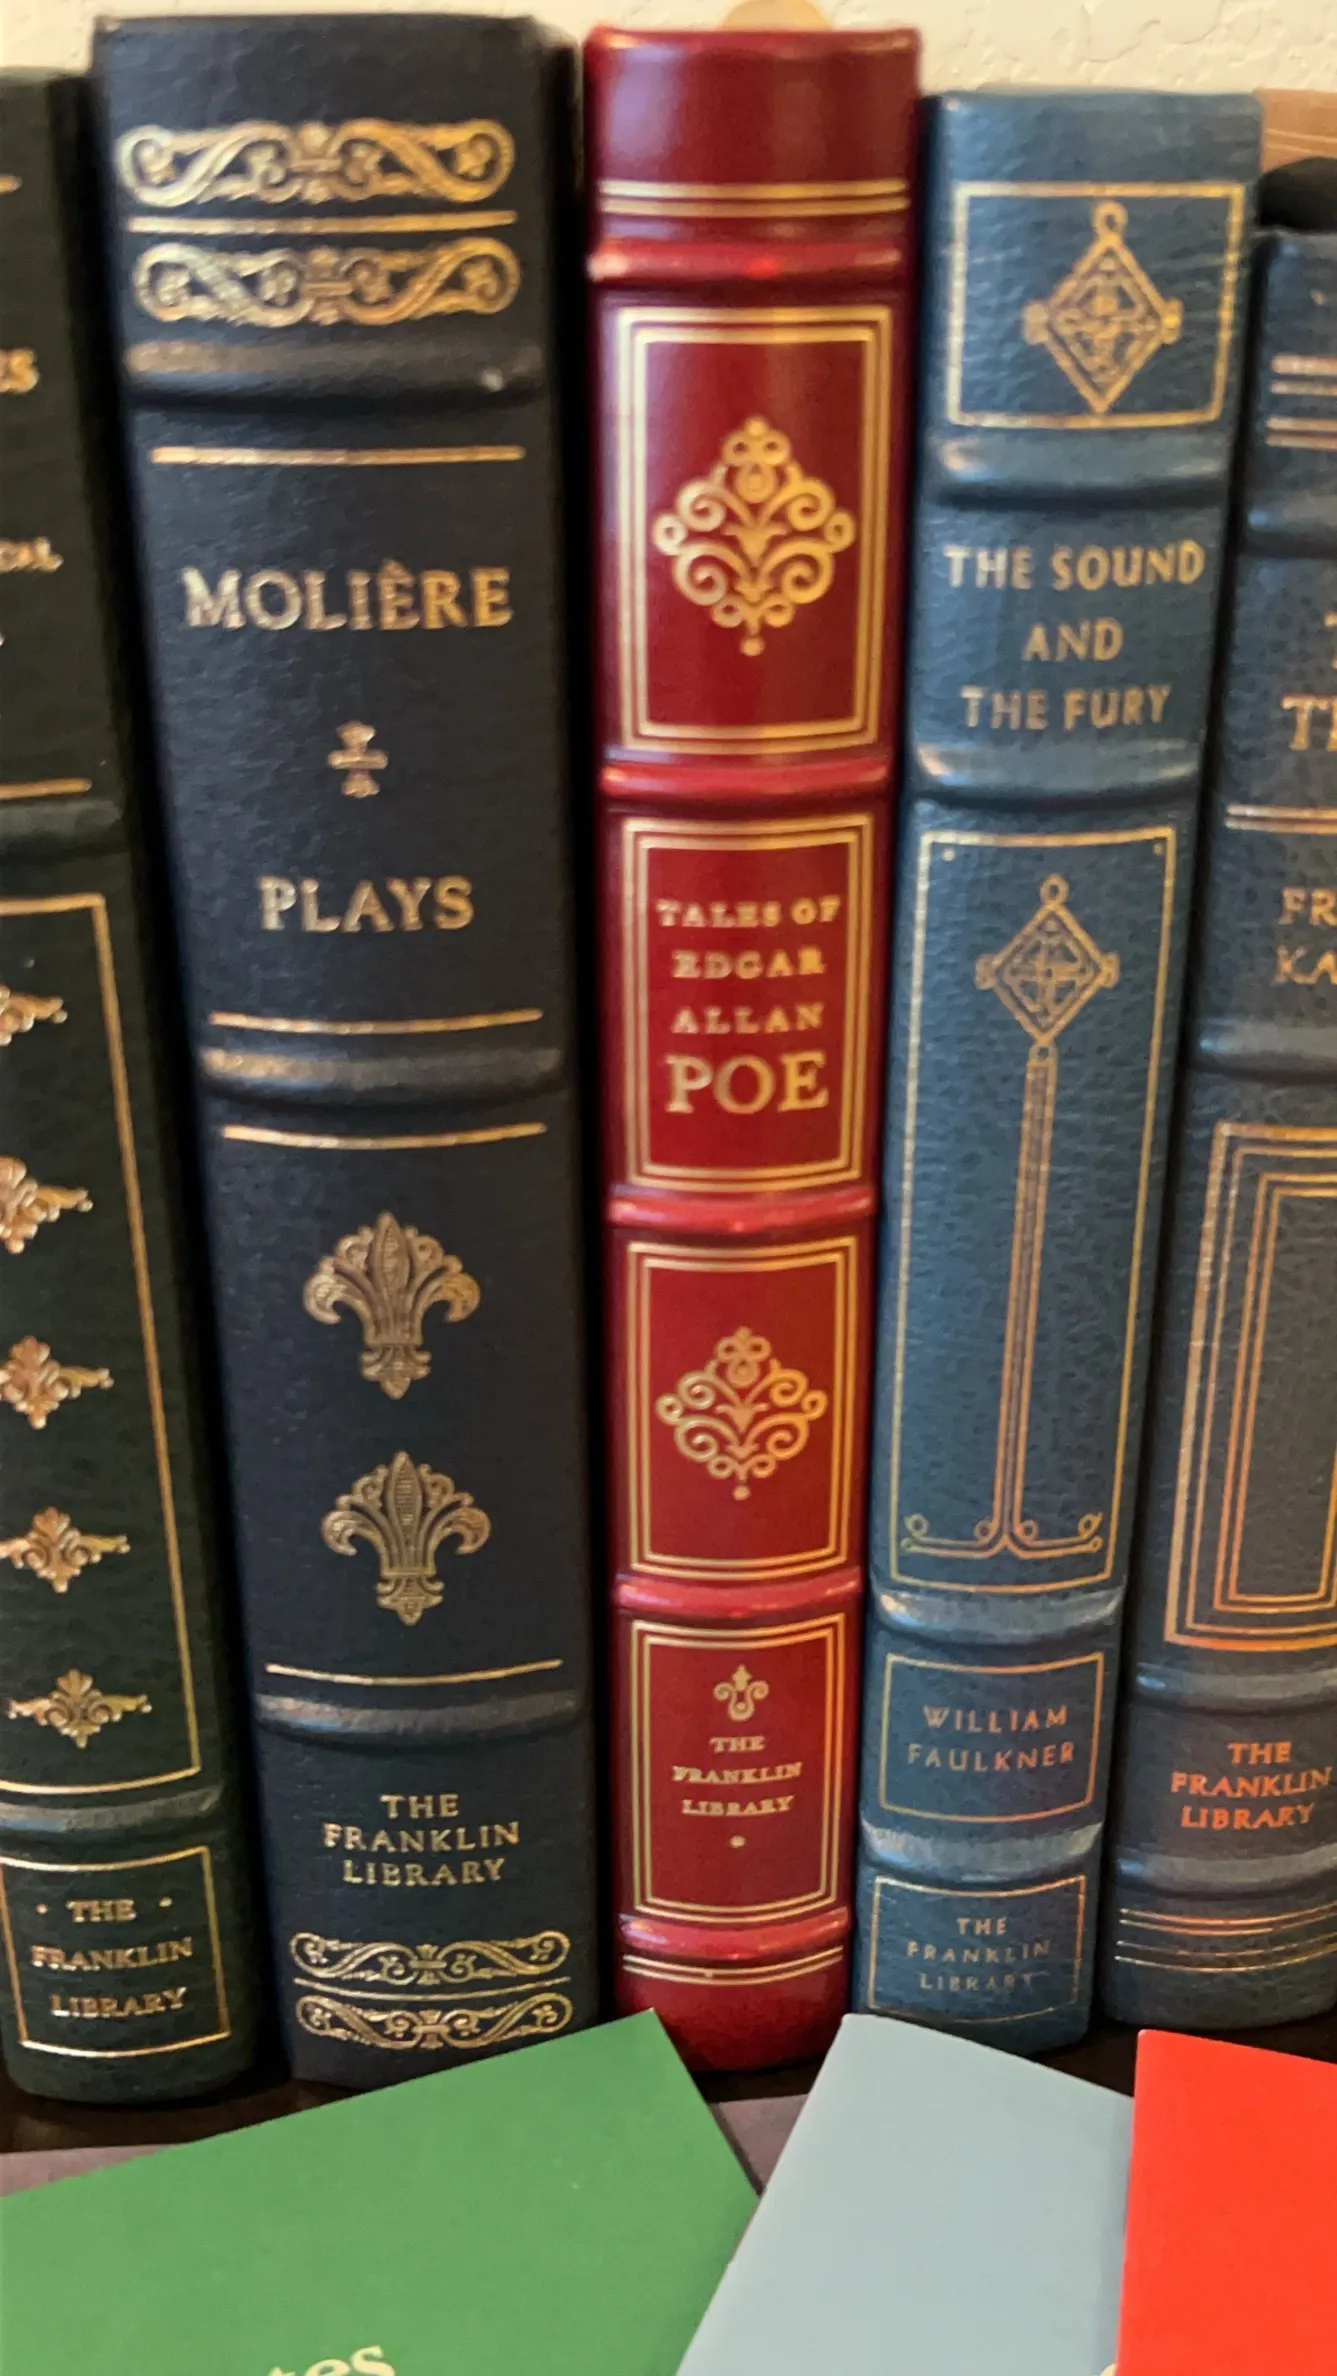 MOLIÈRE
PLAYS
THE
FRANKLIN
LIBRARY
TALES OF
EDGAR
ALLAN
POE
THE
FRANKLIN
LIBRARY
THE SOUND
AND
THE FURY
WILLIAM
FAULKNER
THE
FRANKLIN
LIBRARY
THE
FRANKLIN
LIBRARY
• THE •
FRANKLIN
LIBRARY